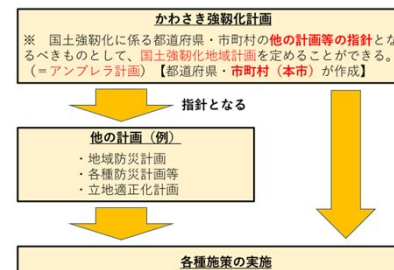 かわさき強靱化計画
※ 国土強靱化に係る都道府県・市町村の他の計画等の指針とな
るべきものとして、国土強靱化地域計画を定めることができる。
（＝アンブレラ計画）【都道府県・市町村（本市）が作成】
指針となる
他の計画（例）
・地域防災計画
・各種防災計画等
・立地適正化計画
各種施策の実施